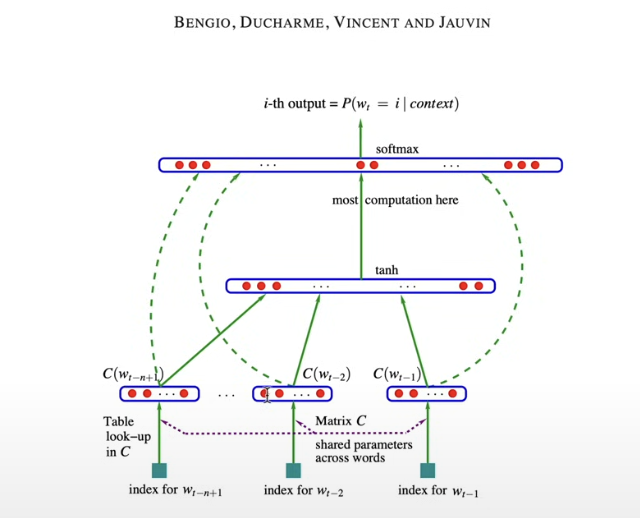 BENGIO, DUCHARME, VINCENT AND JAUVIN
i-th output = P(w_t = i | context)
softmax
. . .
. . .
most computation here
tanh
. . .
. . .
C(w_{t−n+1})
C(w_{t−2})
C(w_{t−1})
. . .
. . .
. . .
. . .
Table
look−up
in C
Matrix C
shared parameters
across words
index for w_{t−n+1}
index for w_{t−2}
index for w_{t−1}